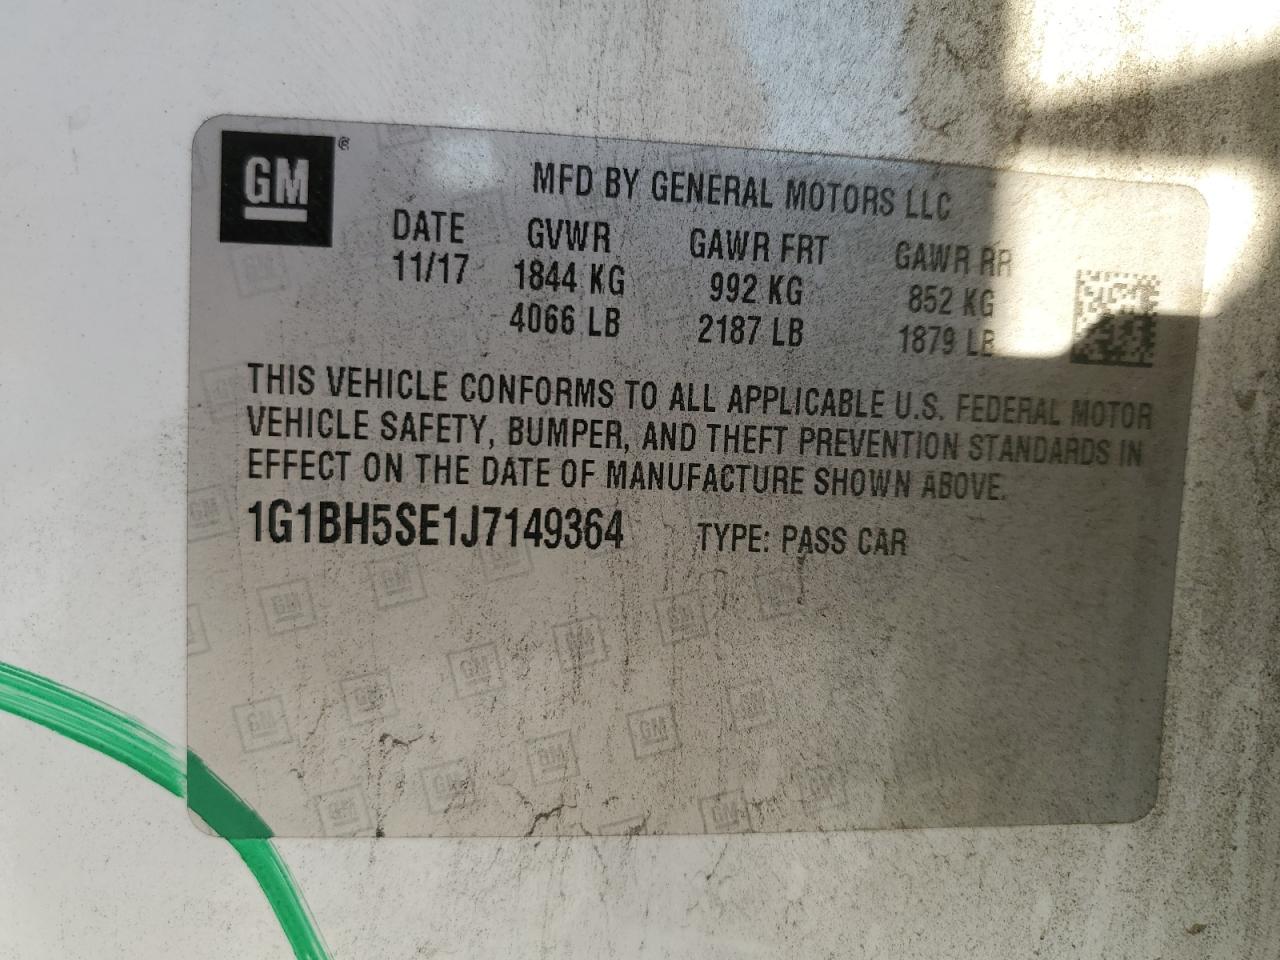 GM®
MFD BY GENERAL MOTORS LLC
DATE GVWR GAWR FRT GAWR RR
11/17 1844 KG 992 KG 852 KG
4066 LB 2187 LB 1879 LB
THIS VEHICLE CONFORMS TO ALL APPLICABLE U.S. FEDERAL MOTOR
VEHICLE SAFETY, BUMPER, AND THEFT PREVENTION STANDARDS IN
EFFECT ON THE DATE OF MANUFACTURE SHOWN ABOVE.
1G1BH5SE1J7149364 TYPE: PASS CAR